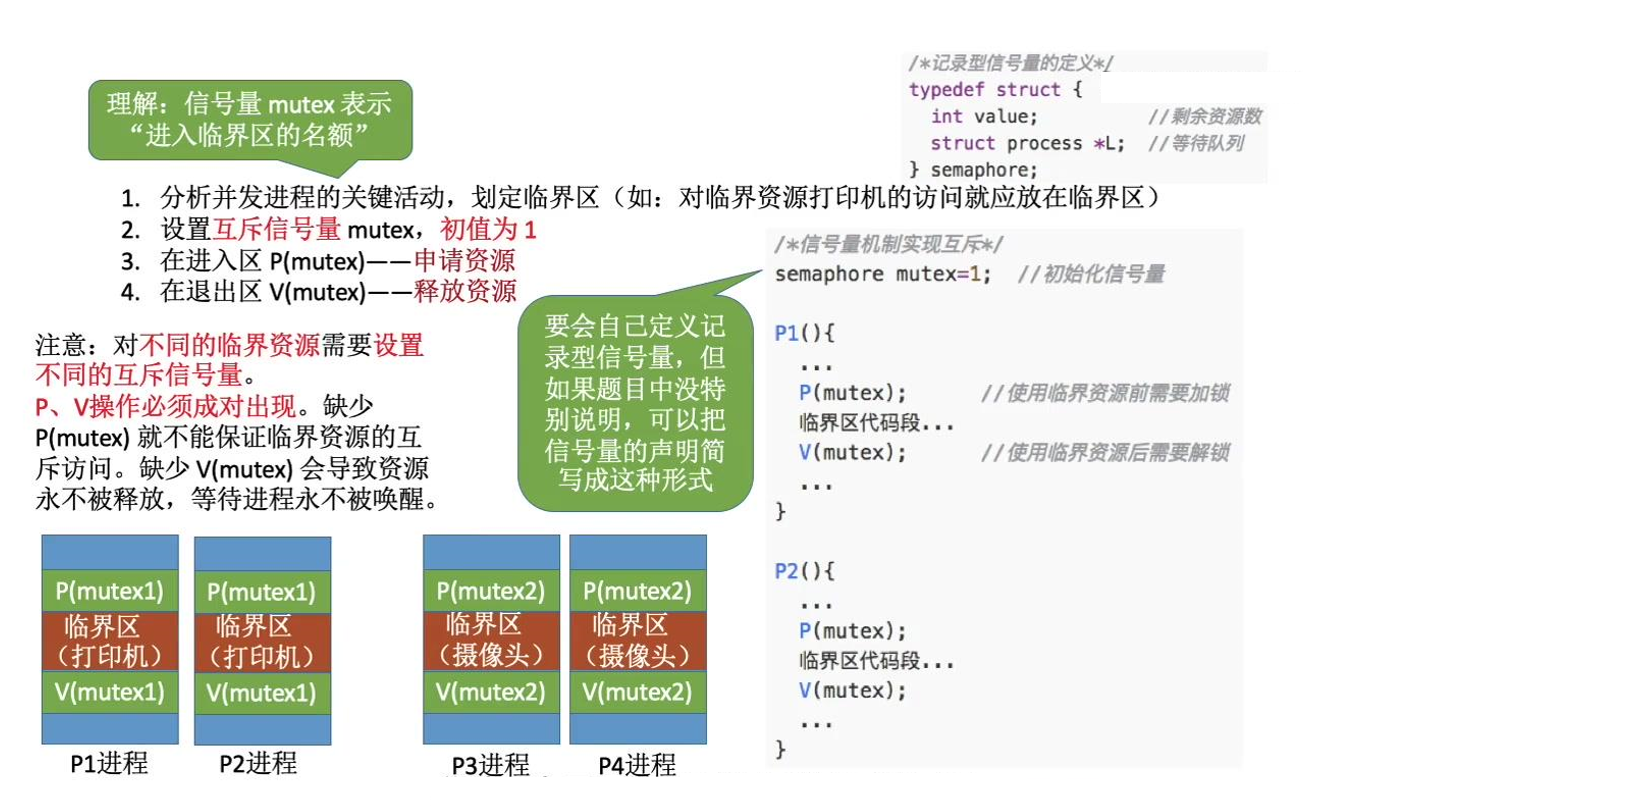 /*记录型信号量的定义*/
typedef struct {
int value; //剩余资源数
struct process *L; //等待队列
} semaphore;
理解：信号量 mutex 表示
“进入临界区的名额”
1. 分析并发进程的关键活动，划定临界区（如：对临界资源打印机的访问就应放在临界区）
2. 设置互斥信号量 mutex，初值为 1
3. 在进入区 P(mutex)——申请资源
4. 在退出区 V(mutex)——释放资源
注意：对不同的临界资源需要设置
不同的互斥信号量。
P、V操作必须成对出现。缺少
P(mutex) 就不能保证临界资源的互
斥访问。缺少 V(mutex) 会导致资源
永不被释放，等待进程永不被唤醒。
要会自己定义记
录型信号量，但
如果题目中没特
别说明，可以把
信号量的声明简
写成这种形式
/*信号量机制实现互斥*/
semaphore mutex=1; //初始化信号量
P1(){
...
P(mutex); //使用临界资源前需要加锁
临界区代码段...
V(mutex); //使用临界资源后需要解锁
...
}
P2(){
...
P(mutex);
临界区代码段...
V(mutex);
...
}
P(mutex1)
临界区
（打印机）
V(mutex1)
P1进程
P(mutex1)
临界区
（打印机）
V(mutex1)
P2进程
P(mutex2)
临界区
（摄像头）
V(mutex2)
P3进程
P(mutex2)
临界区
（摄像头）
V(mutex2)
P4进程